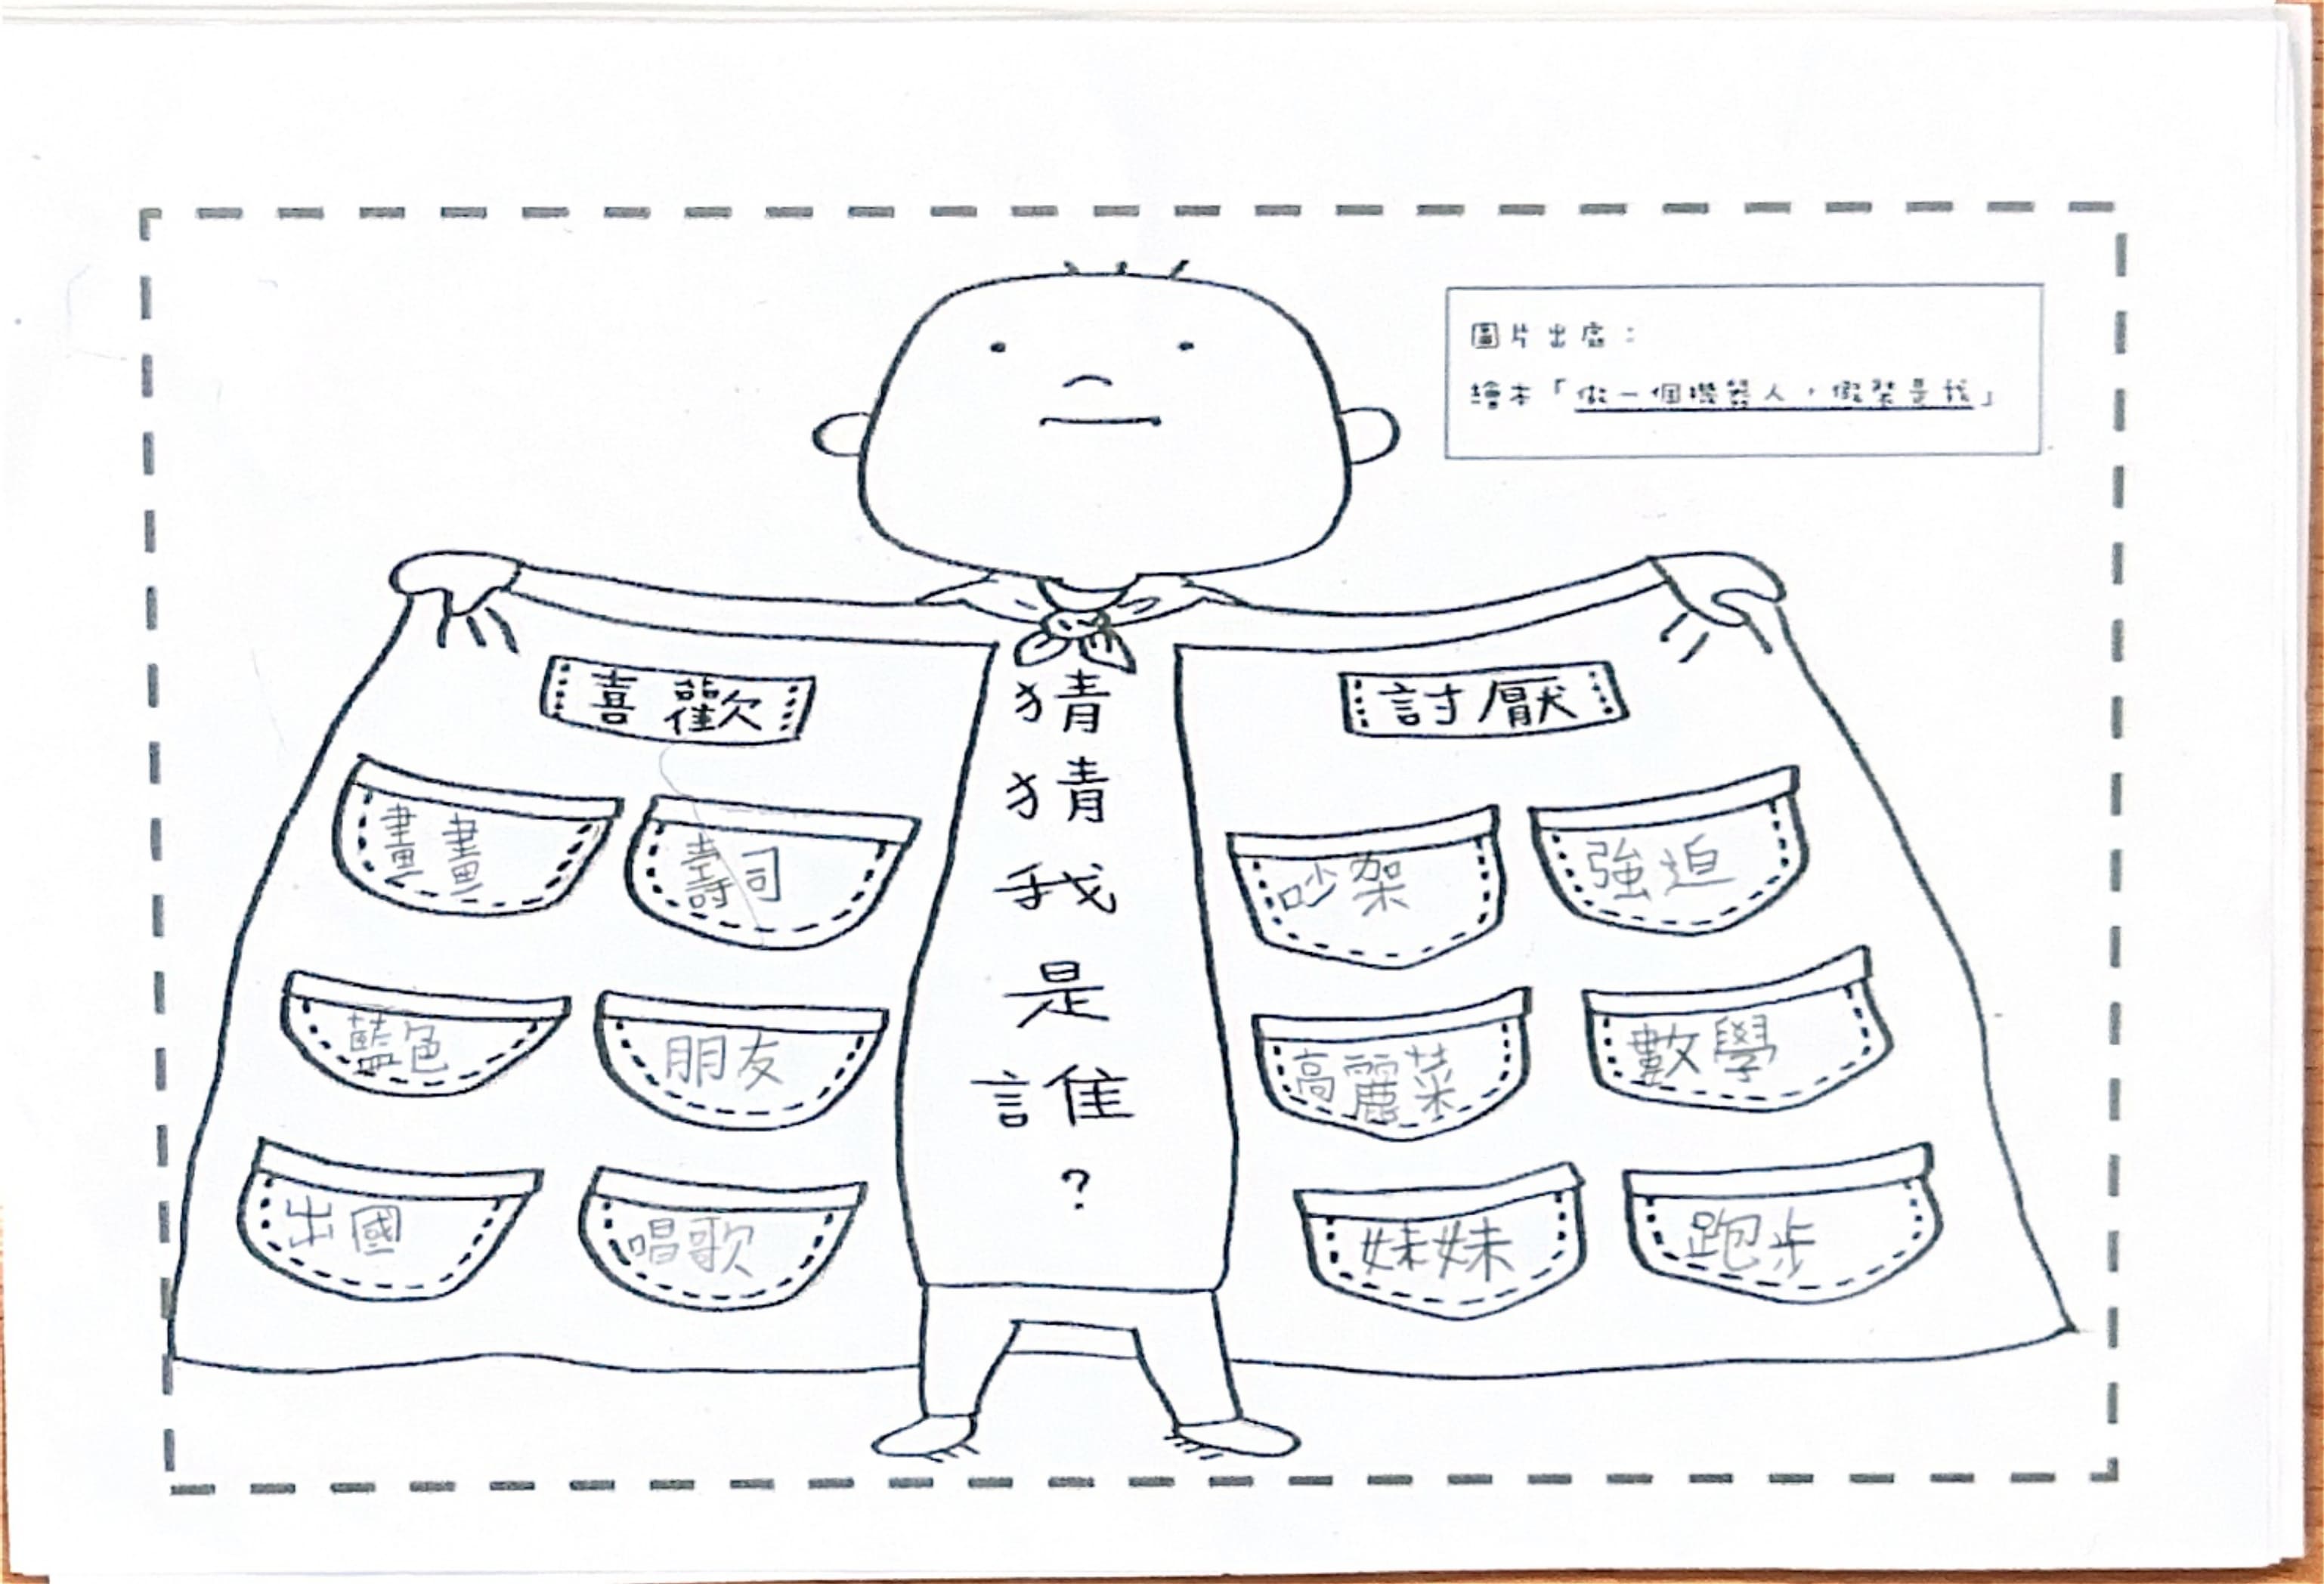 圖片出處：
繪本「做一個機器人，假裝是我」
喜歡
畫畫
壽司
藍色
朋友
出國
唱歌
猜
猜
我
是
誰
?
討厭
吵架
強迫
高麗菜
數學
妹妹
跑步